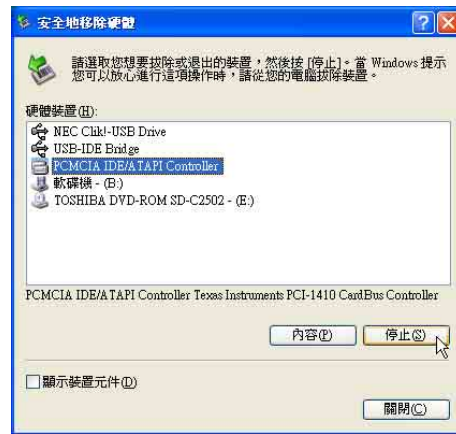 安全地移除硬體
請選取您想要拔除或退出的裝置，然後按 [停止]。當 Windows 提示
您可以放心進行這項操作時，請從您的電腦拔除裝置。
硬體裝置(H):
NEC Clik!-USB Drive
USB-IDE Bridge
PCMCIA IDE/ATAPI Controller
軟碟機 - (B:)
TOSHIBA DVD-ROM SD-C2502 - (E:)
PCMCIA IDE/ATAPI Controller Texas Instruments PCI-1410 CardBus Controller
內容(P)
停止(S)
顯示裝置元件(D)
關閉(C)